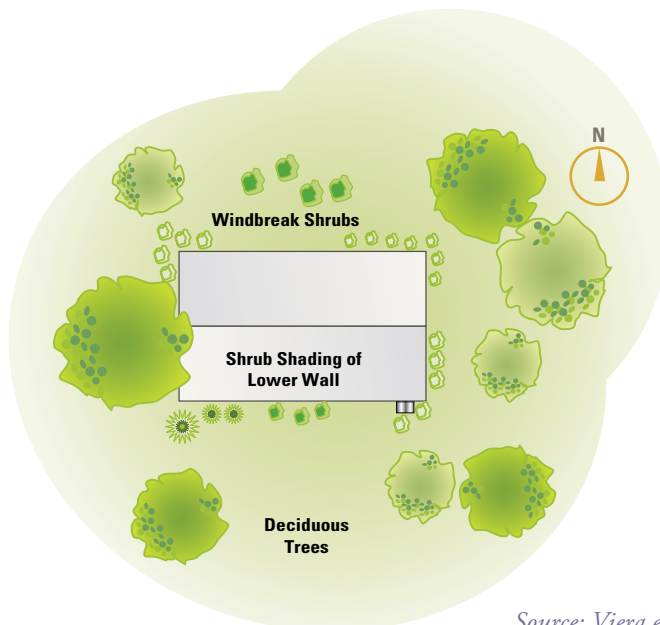 N
Windbreak Shrubs
Shrub Shading of
Lower Wall
Deciduous
Trees
Source: Viera e